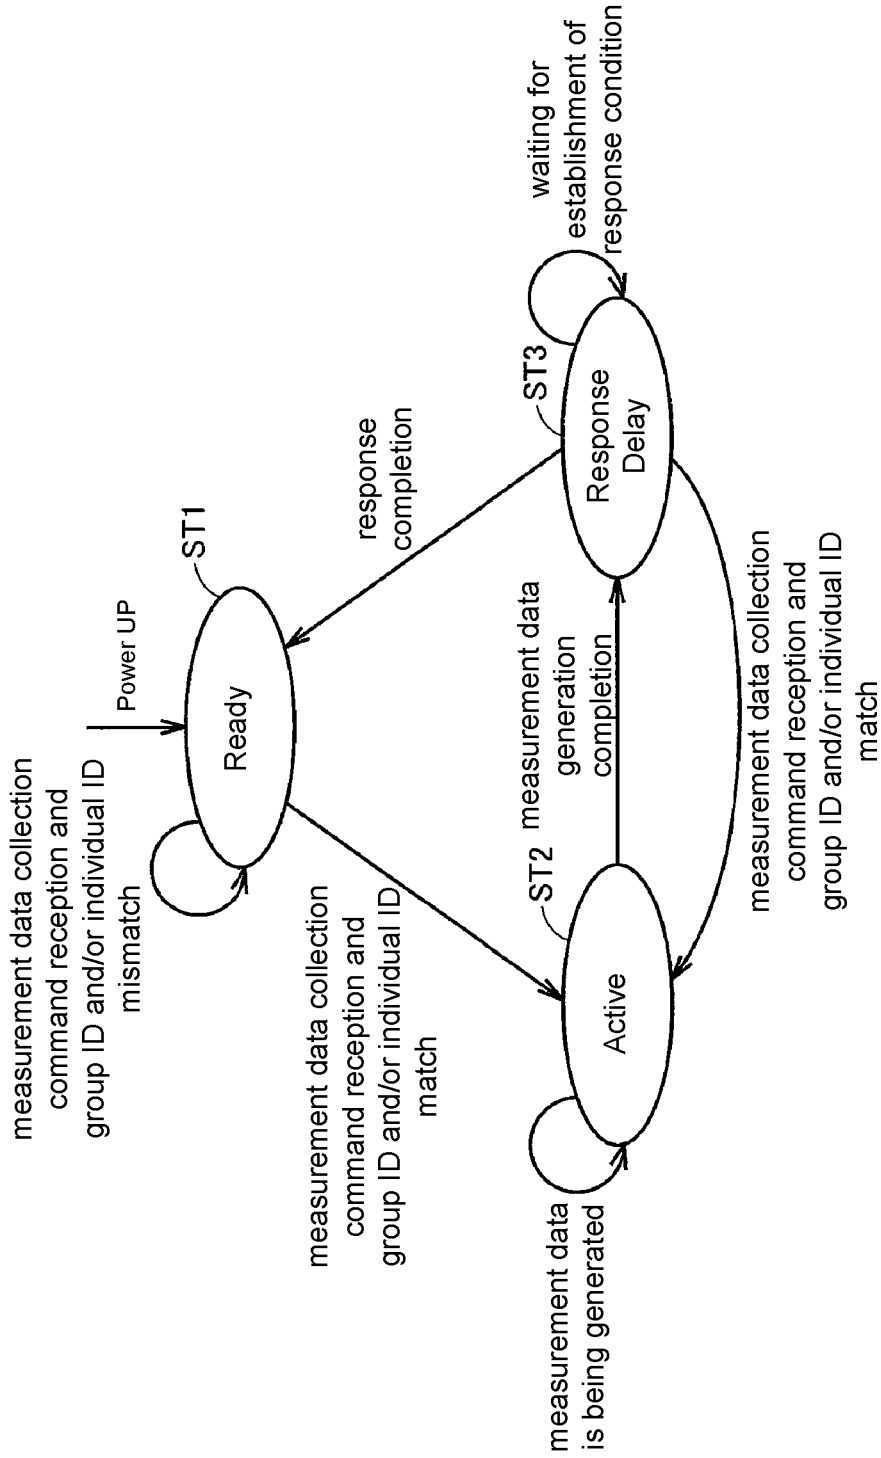 measurement data collection
command reception and
group ID and/or individual ID
mismatch
Power UP
ST1
Ready
measurement data collection
command reception and
group ID and/or individual ID
match
response
completion
measurement data
is being generated
ST2
Active
measurement data
generation
completion
ST3
Response
Delay
waiting for
establishment of
response condition
measurement data collection
command reception and
group ID and/or individual ID
match